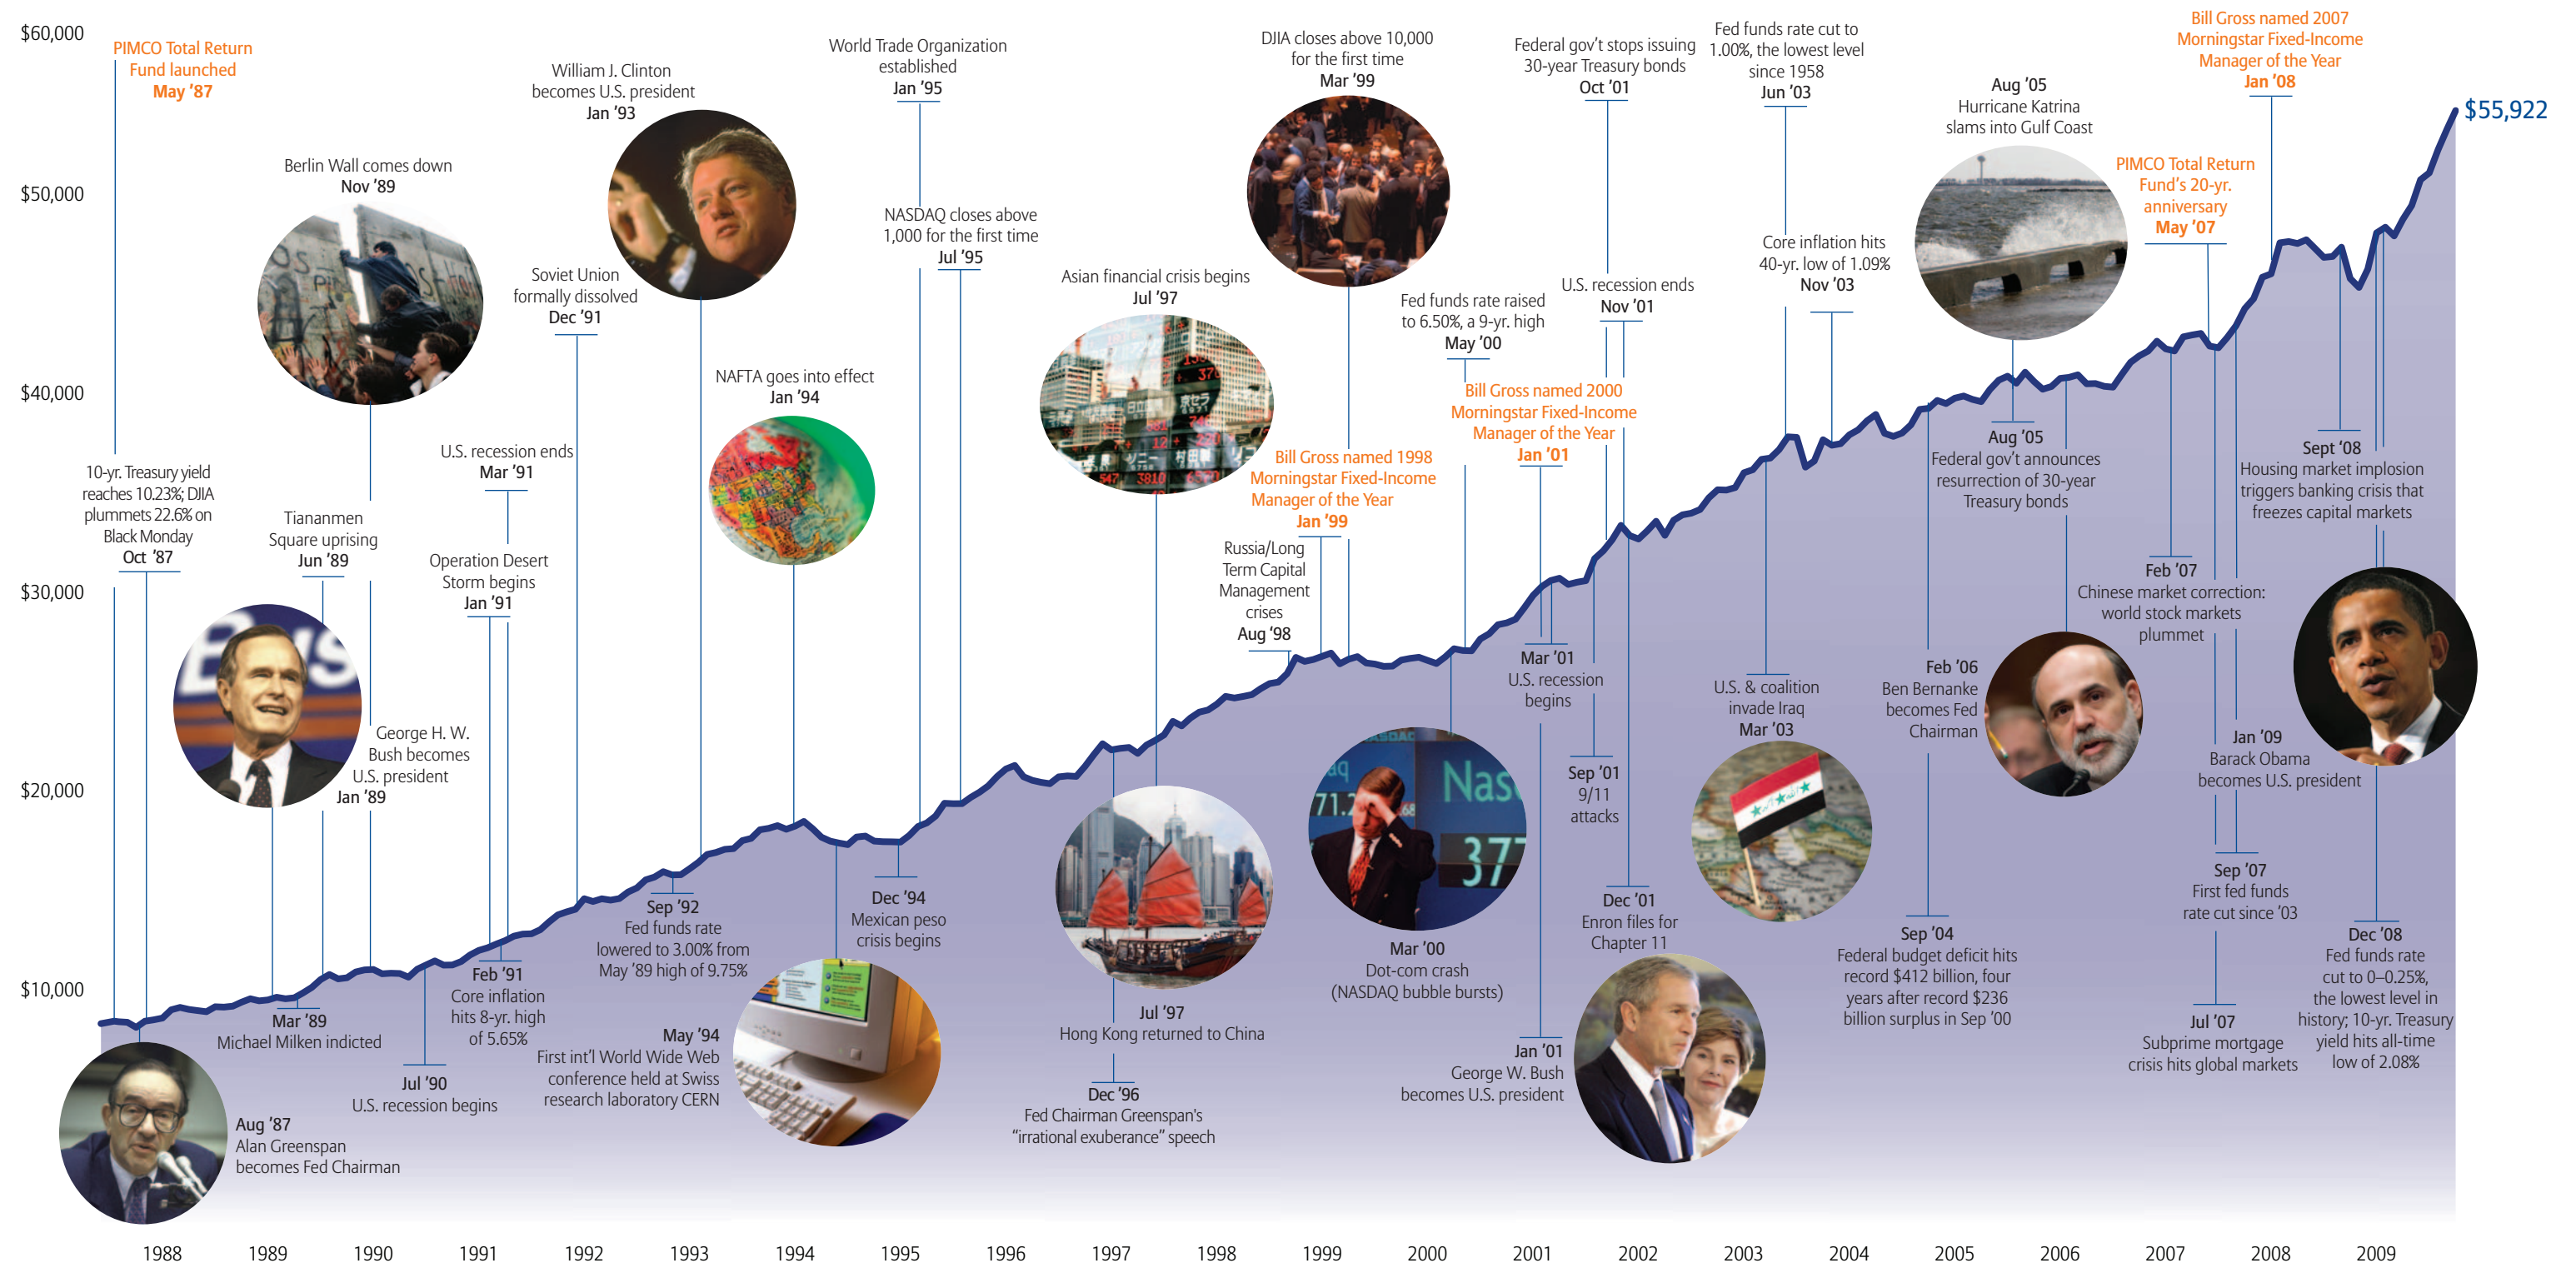 $60,000
$50,000
$40,000
$30,000
$20,000
$10,000
PIMCO Total Return
Fund launched
May ’87
10-yr. Treasury yield
reaches 10.23%; DJIA
plummets 22.6% on
Black Monday
Oct ’87
Aug ’87
Alan Greenspan
becomes Fed Chairman
Berlin Wall comes down
Nov ’89
Tiananmen
Square uprising
Jun ’89
George H. W.
Bush becomes
U.S. president
Jan ’89
Mar ’89
Michael Milken indicted
Jul ’90
U.S. recession begins
U.S. recession ends
Mar ’91
Operation Desert
Storm begins
Jan ’91
Feb ’91
Core inflation
hits 8-yr. high
of 5.65%
Soviet Union
formally dissolved
Dec ’91
William J. Clinton
becomes U.S. president
Jan ’93
Sep ’92
Fed funds rate
lowered to 3.00% from
May ’89 high of 9.75%
NAFTA goes into effect
Jan ’94
May ’94
First int’l World Wide Web
conference held at Swiss
research laboratory CERN
Dec ’94
Mexican peso
crisis begins
World Trade Organization
established
Jan ’95
NASDAQ closes above
1,000 for the first time
Jul ’95
Asian financial crisis begins
Jul ’97
Jul ’97
Hong Kong returned to China
Dec ’96
Fed Chairman Greenspan's
“irrational exuberance” speech
DJIA closes above 10,000
for the first time
Mar ’99
Bill Gross named 1998
Morningstar Fixed-Income
Manager of the Year
Jan ’99
Russia/Long
Term Capital
Management
crises
Aug ’98
Fed funds rate raised
to 6.50%, a 9-yr. high
May ’00
Bill Gross named 2000
Morningstar Fixed-Income
Manager of the Year
Jan ’01
Nas
377
Mar ’00
Dot-com crash
(NASDAQ bubble bursts)
Federal gov’t stops issuing
30-year Treasury bonds
Oct ’01
U.S. recession ends
Nov ’01
Mar ’01
U.S. recession
begins
Sep ’01
9/11
attacks
Dec ’01
Enron files for
Chapter 11
Jan ’01
George W. Bush
becomes U.S. president
Fed funds rate cut to
1.00%, the lowest level
since 1958
Jun ’03
Core inflation hits
40-yr. low of 1.09%
Nov ’03
U.S. & coalition
invade Iraq
Mar ’03
Aug ’05
Hurricane Katrina
slams into Gulf Coast
Aug ’05
Federal gov’t announces
resurrection of 30-year
Treasury bonds
Feb ’06
Ben Bernanke
becomes Fed
Chairman
Sep ’04
Federal budget deficit hits
record $412 billion, four
years after record $236
billion surplus in Sep ’00
PIMCO Total Return
Fund’s 20-yr.
anniversary
May ’07
Bill Gross named 2007
Morningstar Fixed-Income
Manager of the Year
Jan ’08
$55,922
Feb ’07
Chinese market correction:
world stock markets
plummet
Sept ’08
Housing market implosion
triggers banking crisis that
freezes capital markets
Jan ’09
Barack Obama
becomes U.S. president
Sep ’07
First fed funds
rate cut since ’03
Jul ’07
Subprime mortgage
crisis hits global markets
Dec ’08
Fed funds rate
cut to 0–0.25%,
the lowest level in
history; 10-yr. Treasury
yield hits all-time
low of 2.08%
1988 1989 1990 1991 1992 1993 1994 1995 1996 1997 1998 1999 2000 2001 2002 2003 2004 2005 2006 2007 2008 2009